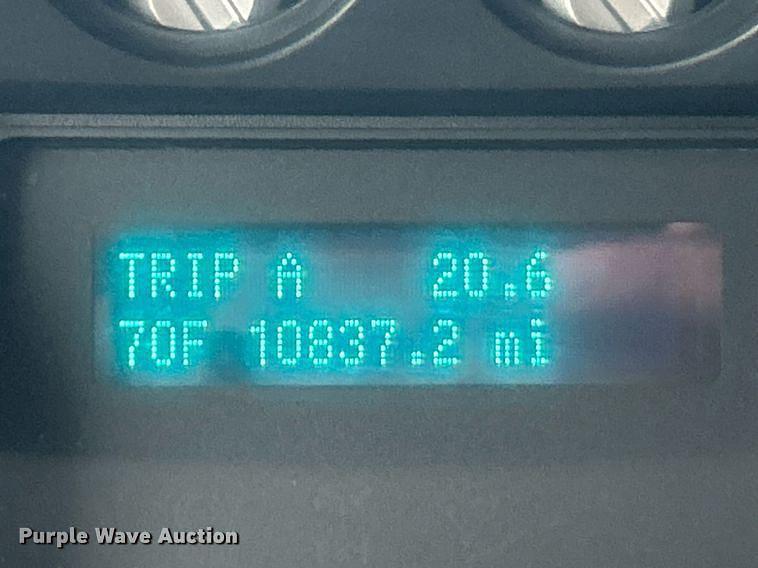 TRIP A 20.6
70F 10837.2 mi
Purple Wave Auction